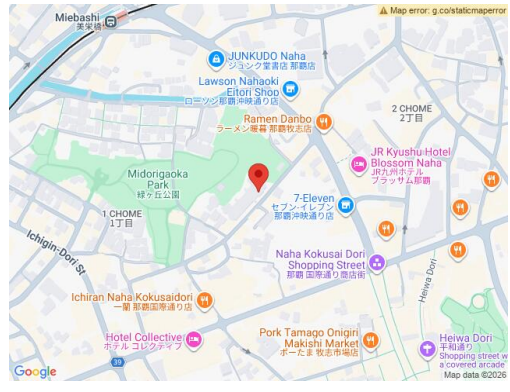 Map error: g.co/staticmaperror
Miebashi
美栄橋
JUNKUDO Naha
ジュンク堂書店 那覇店
Lawson Nahaoki
Eitori Shop
ローソン那覇沖映通り店
2 CHOME
2丁目
Ramen Danbo
ラーメン暖暮 那覇牧志店
JR Kyushu Hotel
Blossom Naha
JR九州ホテル
ブラッサム那覇
Midorigaoka
Park
緑ヶ丘公園
7-Eleven
セブン-イレブン
那覇沖映通り店
1 CHOME
1丁目
Ichigin-Dori St
Naha Kokusai Dori
Shopping Street
那覇 国際通り商店街
Heiwa Dori
Ichiran Naha Kokusaidori
一蘭 那覇国際通り店
Hotel Collective
ホテル コレクティブ
Pork Tamago Onigiri
Makishi Market
ポーたま 牧志市場店
Heiwa Dori
平和通り
Shopping street w
a covered arcade
39
Google
Map data ©2026